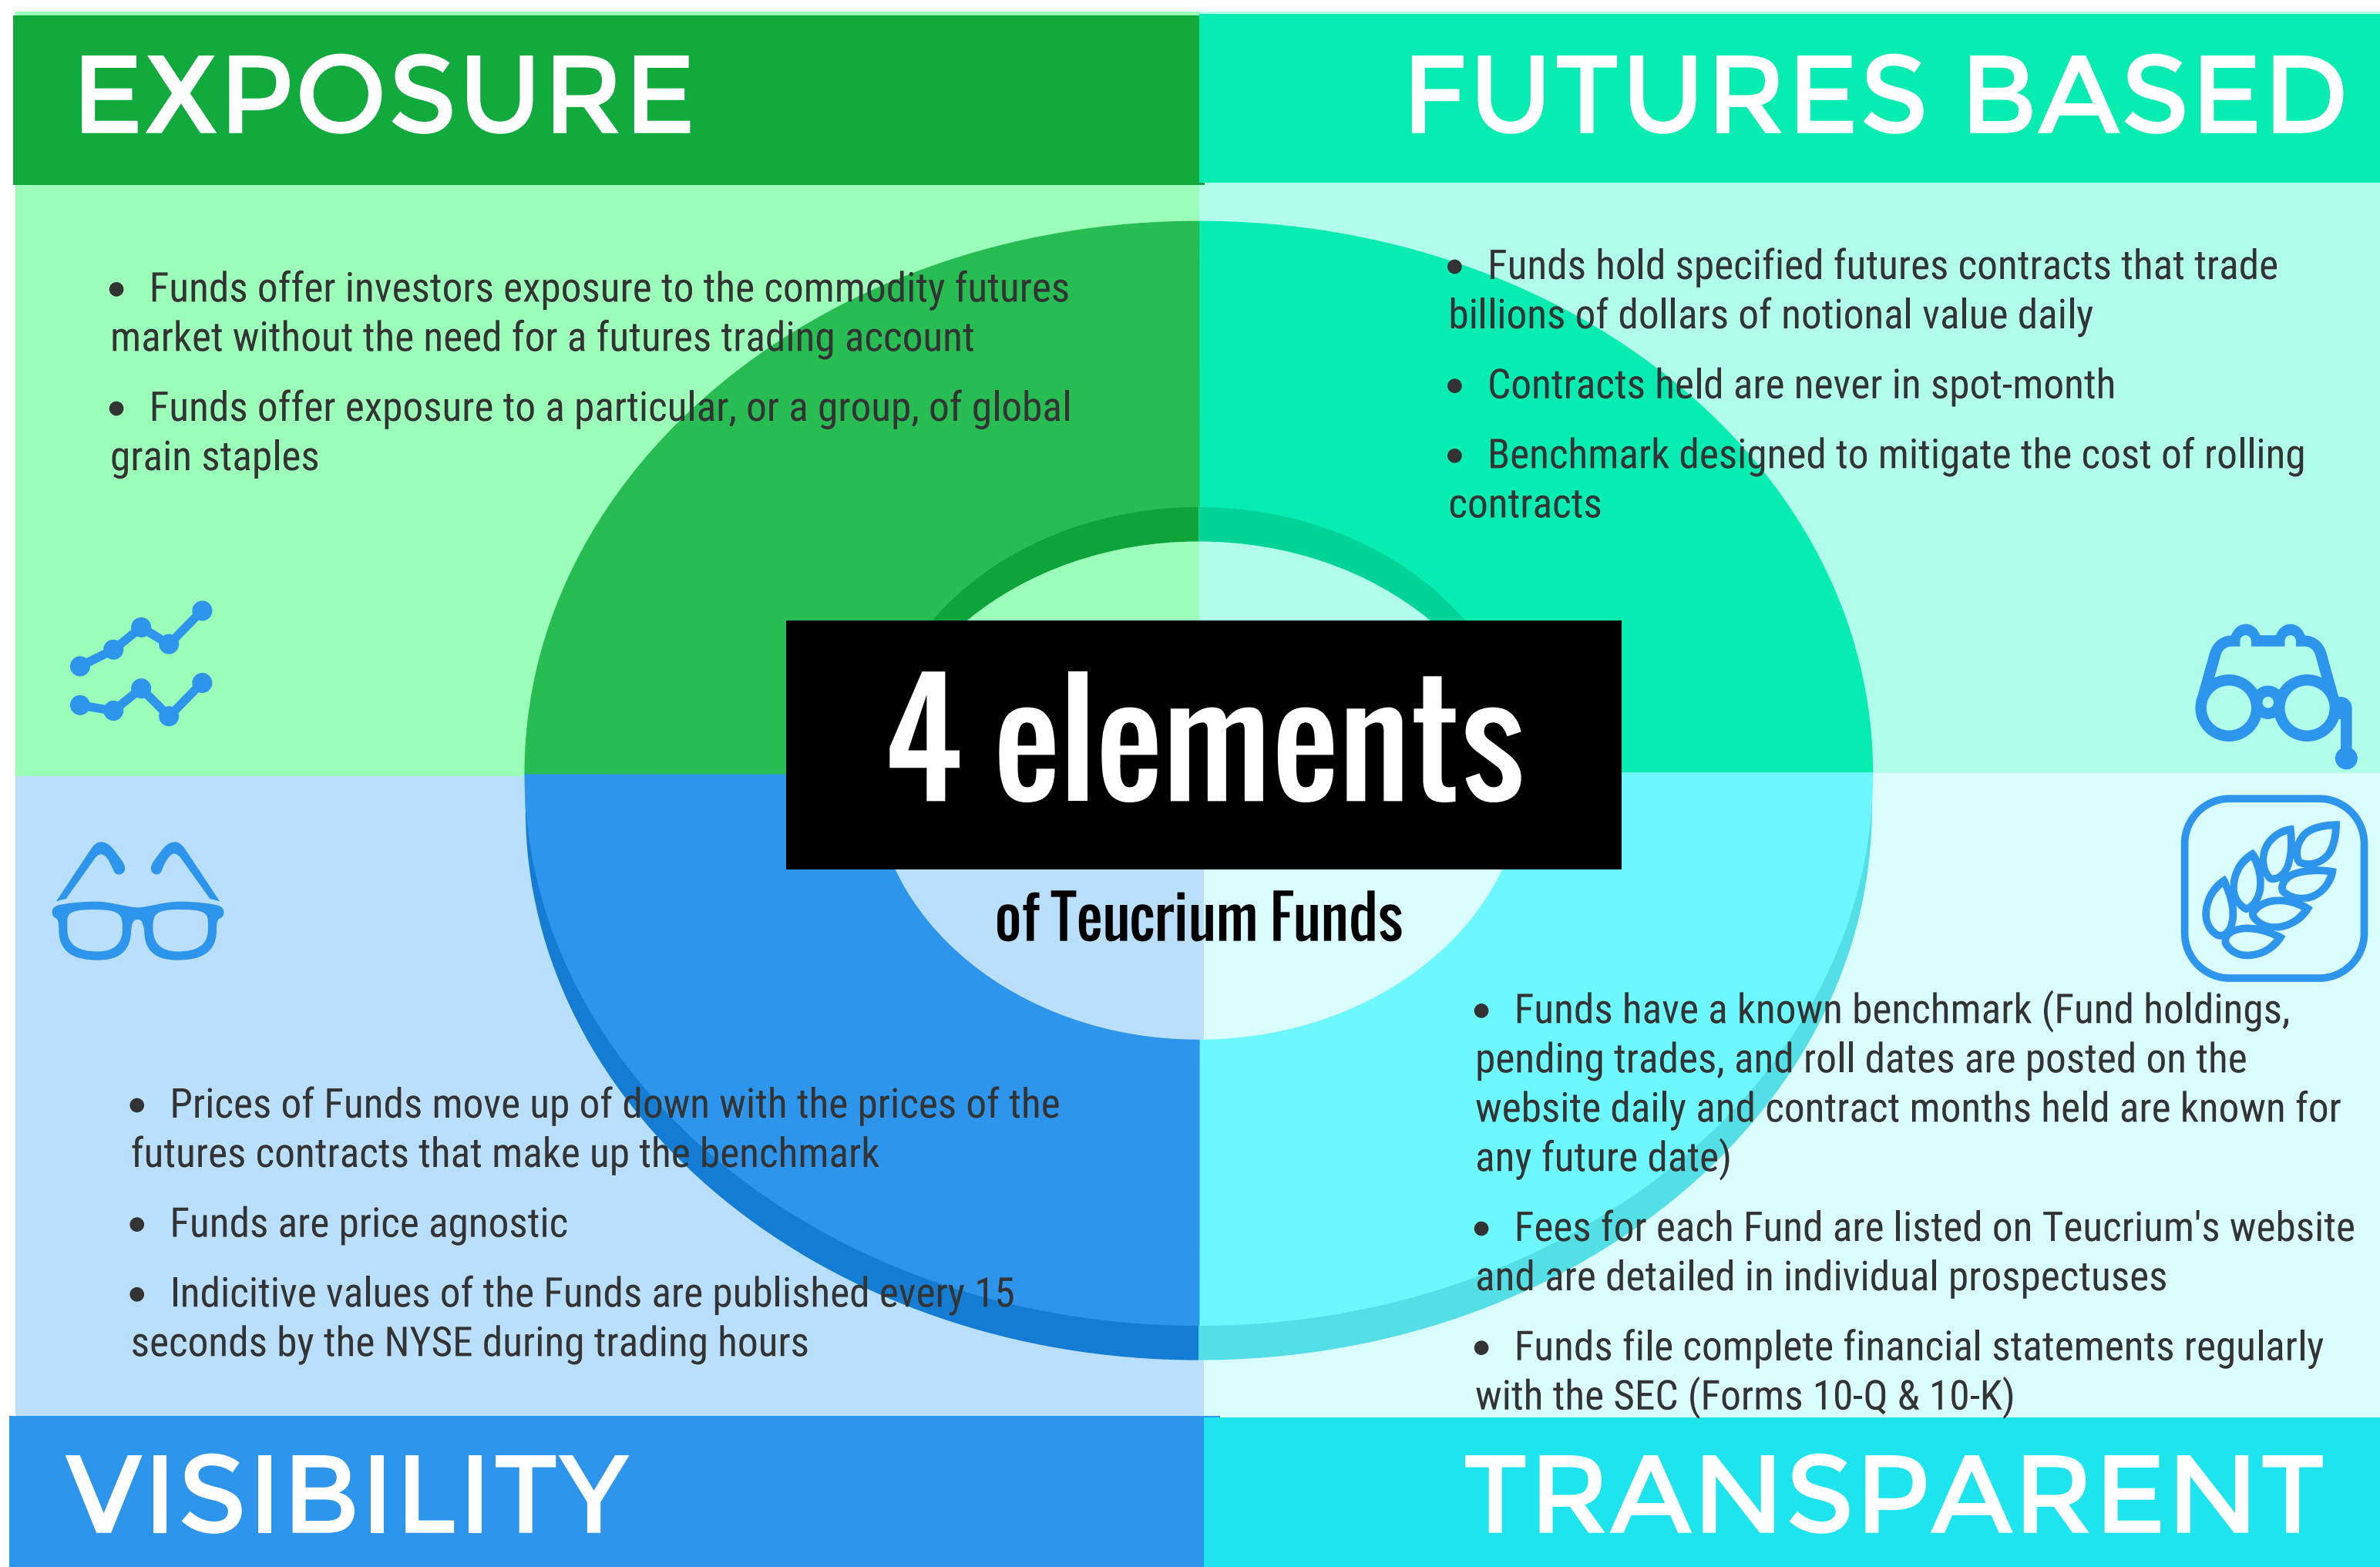 EXPOSURE
• Funds offer investors exposure to the commodity futures
market without the need for a futures trading account
• Funds offer exposure to a particular, or a group, of global
grain staples
FUTURES BASED
• Funds hold specified futures contracts that trade
billions of dollars of notional value daily
• Contracts held are never in spot-month
• Benchmark designed to mitigate the cost of rolling
contracts
4 elements
of Teucrium Funds
• Prices of Funds move up of down with the prices of the
futures contracts that make up the benchmark
• Funds are price agnostic
• Indicitive values of the Funds are published every 15
seconds by the NYSE during trading hours
VISIBILITY
• Funds have a known benchmark (Fund holdings,
pending trades, and roll dates are posted on the
website daily and contract months held are known for
any future date)
• Fees for each Fund are listed on Teucrium's website
and are detailed in individual prospectuses
• Funds file complete financial statements regularly
with the SEC (Forms 10-Q & 10-K)
TRANSPARENT